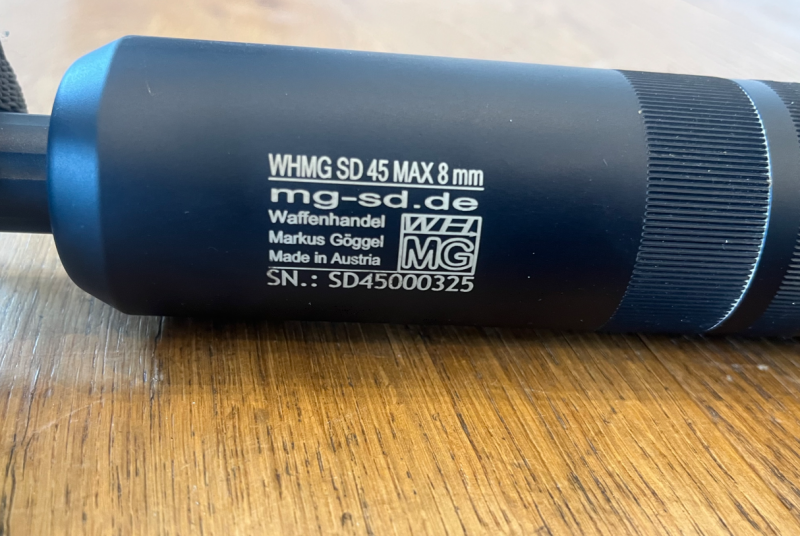 WHMG SD 45 MAX 8 mm
mg-sd.de
Waffenhandel
Markus Göggel
Made in Austria
WH
MG
SN.: SD45000325